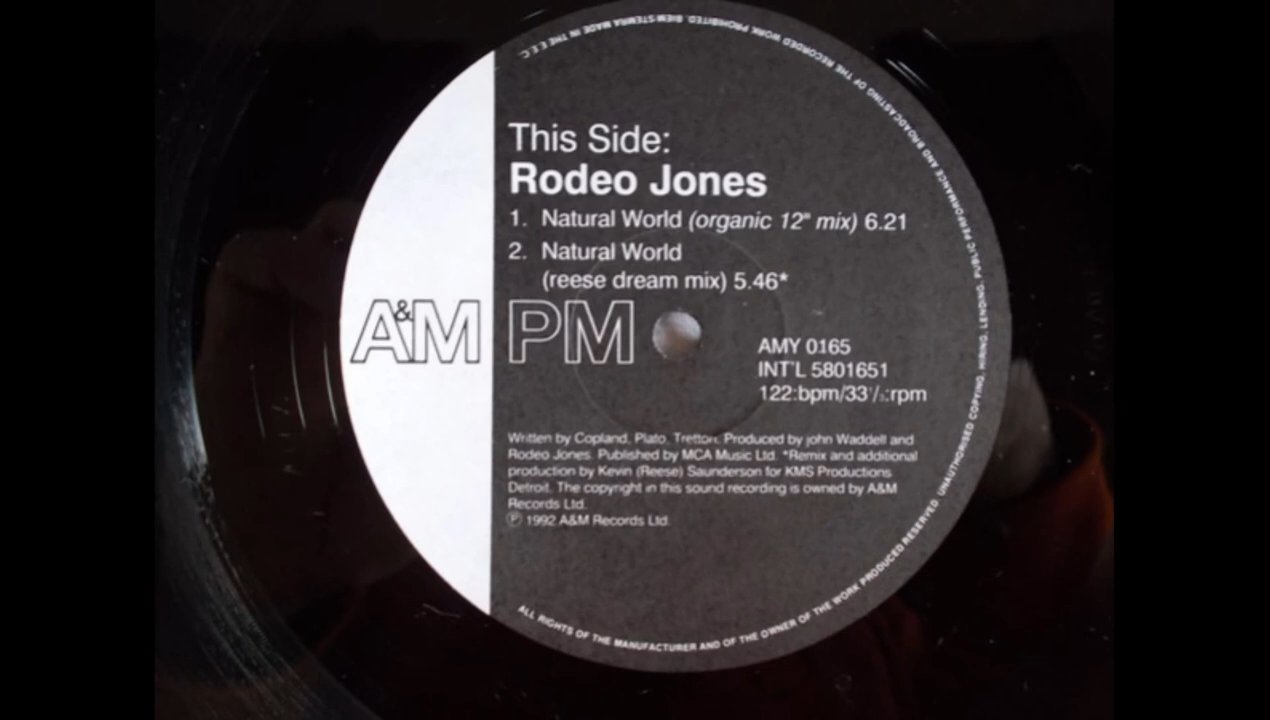 This Side:
Rodeo Jones
1. Natural World (organic 12" mix) 6.21
2. Natural World
(reese dream mix) 5.46*
A&M PM
AMY 0165
INT'L 5801651
122:bpm/33⅓:rpm
Written by Copland, Plato, Tretton. Produced by john Waddell and
Rodeo Jones. Published by MCA Music Ltd. *Remix and additional
production by Kevin (Reese) Saunderson for KMS Productions
Detroit. The copyright in this sound recording is owned by A&M
Records Ltd.
Ⓟ 1992 A&M Records Ltd.
ALL RIGHTS OF THE MANUFACTURER AND OF THE OWNER OF THE WORK PRODUCED RESERVED. UNAUTHORISED COPYING, HIRING, LENDING, PUBLIC PERFORMANCE AND BROADCASTING OF THE RECORDED WORK PROHIBITED. BIEM STEMRA MADE IN THE E.E.C.